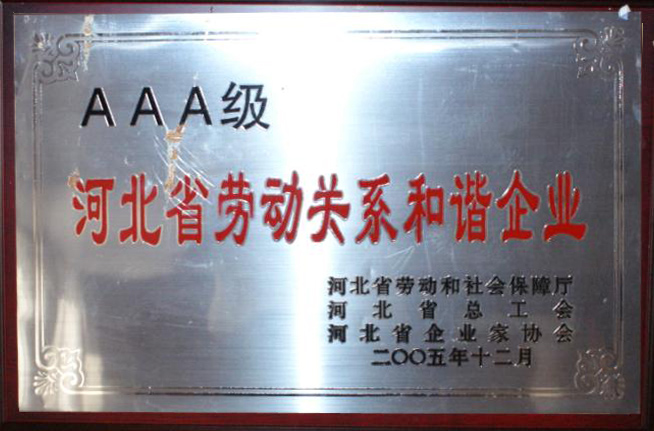 AAA级
河北省劳动关系和谐企业
河北省劳动和社会保障厅
河北省总工会
河北省企业家协会
二〇〇五年十二月